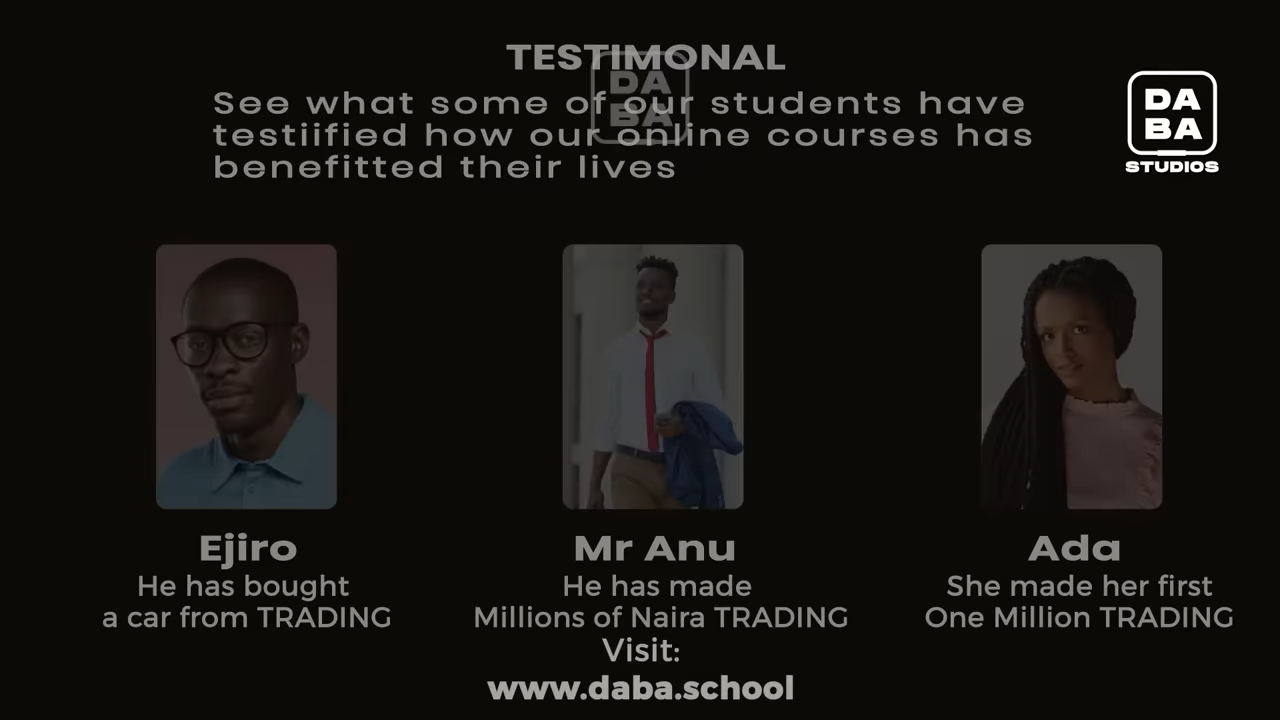 TESTIMONAL
See what some of our students have
testiified how our online courses has
benefitted their lives
DA
BA
DA
BA
STUDIOS
Ejiro
He has bought
a car from TRADING
Mr Anu
He has made
Millions of Naira TRADING
Ada
She made her first
One Million TRADING
Visit:
www.daba.school